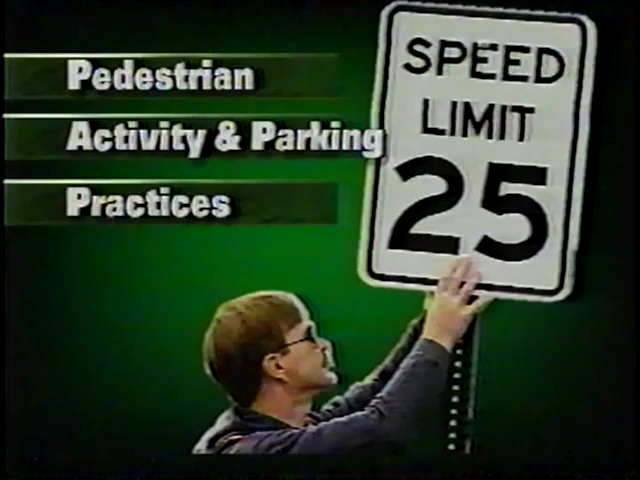 Pedestrian
Activity & Parking
Practices
SPEED
LIMIT
25